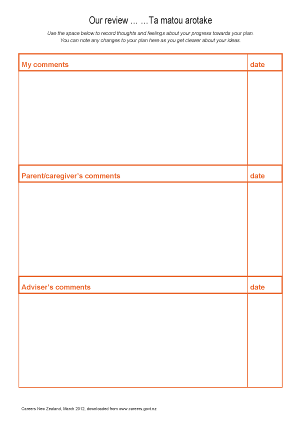 Our review ... ...Ta matou arotake
Use the space below to record thoughts and feelings about your progress towards your plan.
You can note any changes to your plan here as you get clearer about your ideas
My comments date
Parent/caregiver's comments date
Adviser's comments date
Careers New Zealand, March 2012, downloaded from www.careers.govt.nz